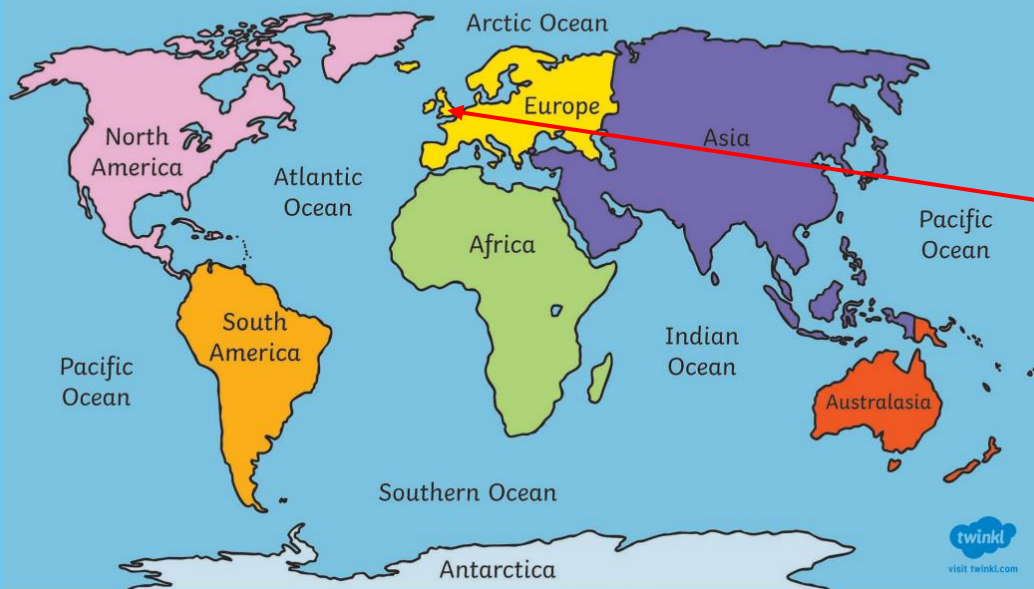 Arctic Ocean
Europe
North
America
Asia
Atlantic
Ocean
Pacific
Ocean
Africa
South
America
Indian
Ocean
Pacific
Ocean
Australasia
Southern Ocean
twinkl
visit twinkl.com
Antarctica